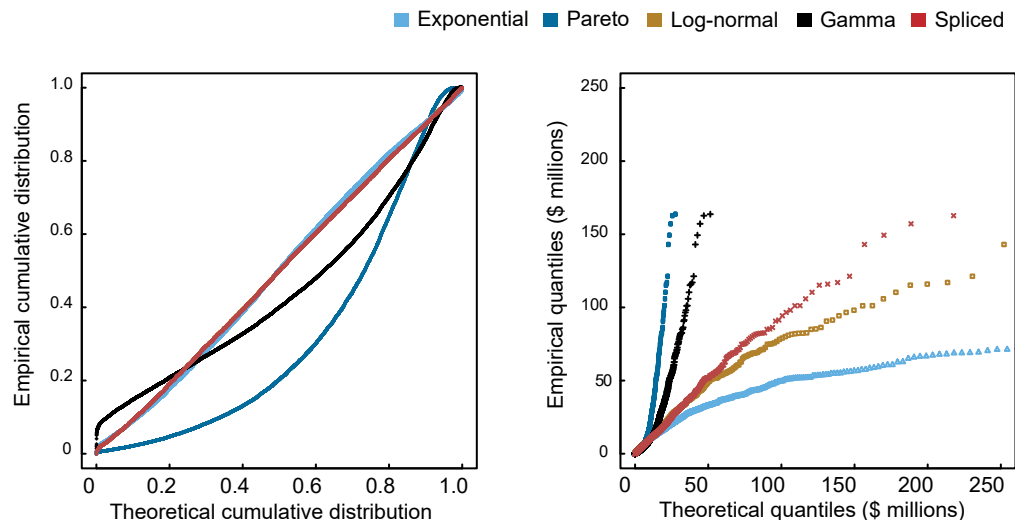 Exponential Pareto Log-normal Gamma Spliced
Empirical cumulative distribution
1.0
0.8
0.6
0.4
0.2
0
0 0.2 0.4 0.6 0.8 1.0
Theoretical cumulative distribution
Empirical quantiles ($ millions)
250
200
150
100
50
0
0 50 100 150 200 250
Theoretical quantiles ($ millions)